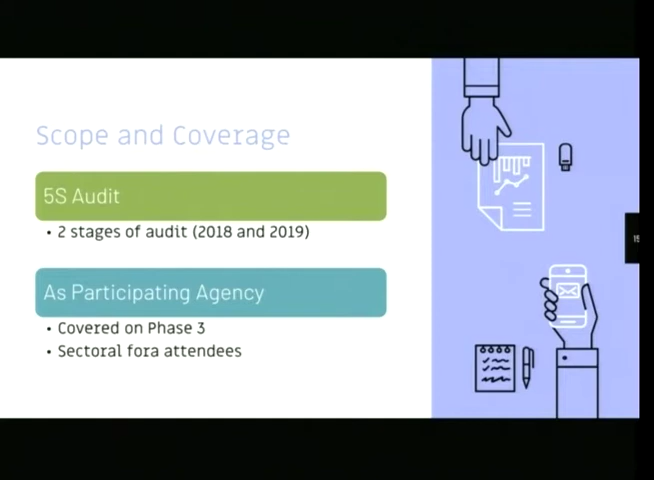 Scope and Coverage
5S Audit
• 2 stages of audit (2018 and 2019)
As Participating Agency
• Covered on Phase 3
• Sectoral fora attendees